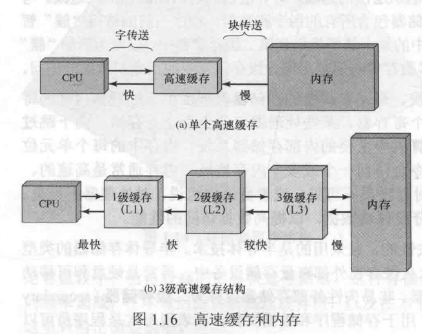 字传送
块传送
CPU
高速缓存
内存
快
慢
(a)单个高速缓存
CPU
1级缓存
(L1)
2级缓存
(L2)
3级缓存
(L3)
内存
最快
快
较快
慢
(b)3级高速缓存结构
图 1.16 高速缓存和内存